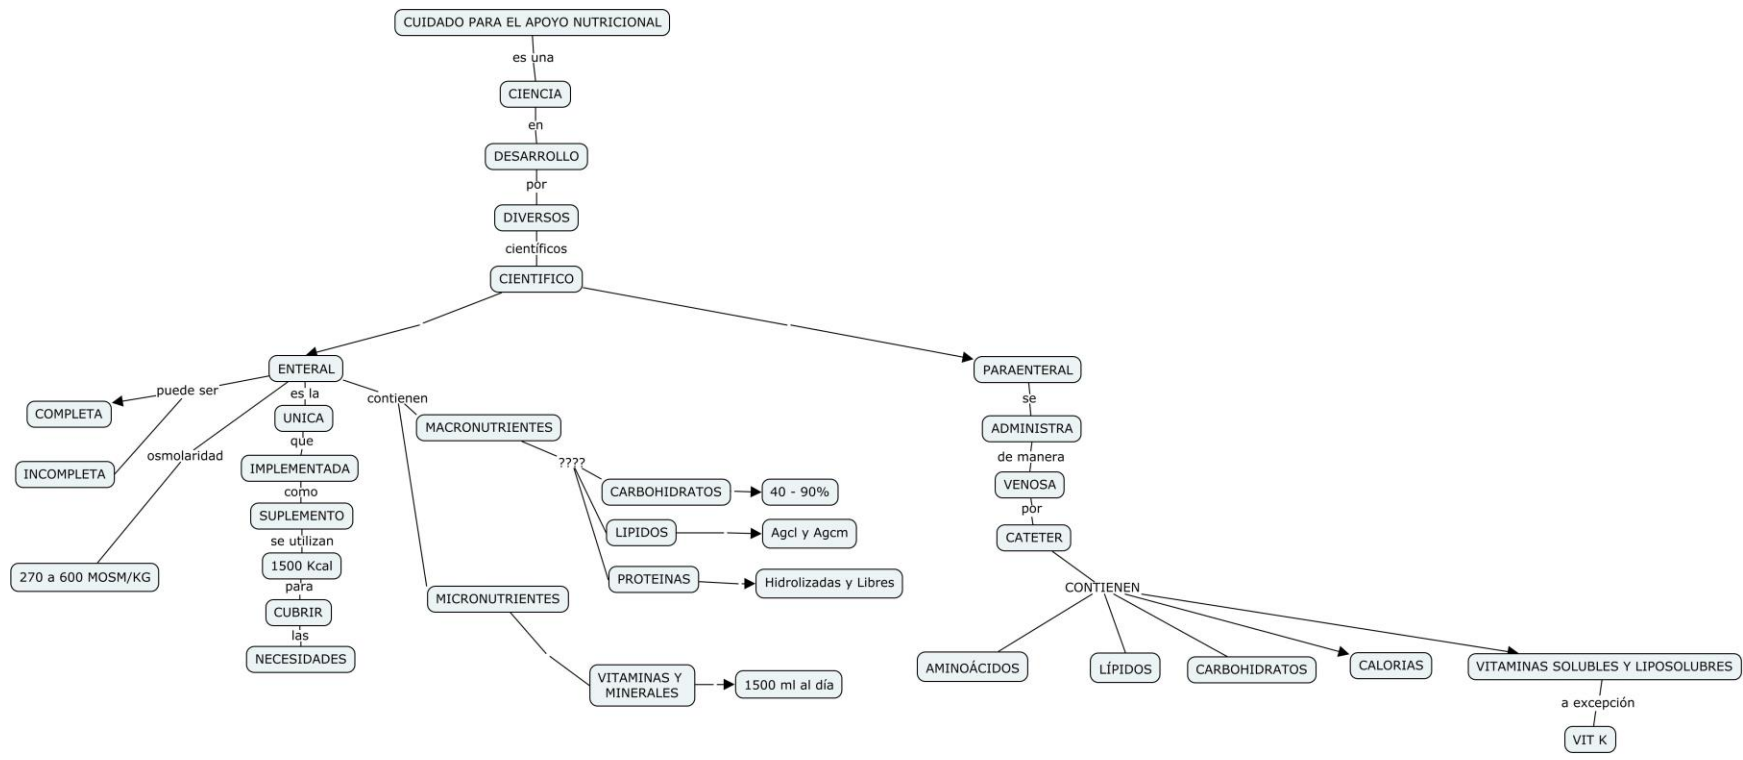 CUIDADO PARA EL APOYO NUTRICIONAL
es una
CIENCIA
en
DESARROLLO
por
DIVERSOS
científicos
CIENTIFICO
ENTERAL
puede ser
COMPLETA
INCOMPLETA
osmolaridad
270 a 600 MOSM/KG
es la
UNICA
que
IMPLEMENTADA
como
SUPLEMENTO
se utilizan
1500 Kcal
para
CUBRIR
las
NECESIDADES
contienen
MACRONUTRIENTES
????
CARBOHIDRATOS
40 - 90%
LIPIDOS
Agcl y Agcm
PROTEINAS
Hidrolizadas y Libres
MICRONUTRIENTES
VITAMINAS Y
MINERALES
1500 ml al día
PARAENTERAL
se
ADMINISTRA
de manera
VENOSA
por
CATETER
CONTIENEN
AMINOÁCIDOS
LÍPIDOS
CARBOHIDRATOS
CALORIAS
VITAMINAS SOLUBLES Y LIPOSOLUBRES
a excepción
VIT K